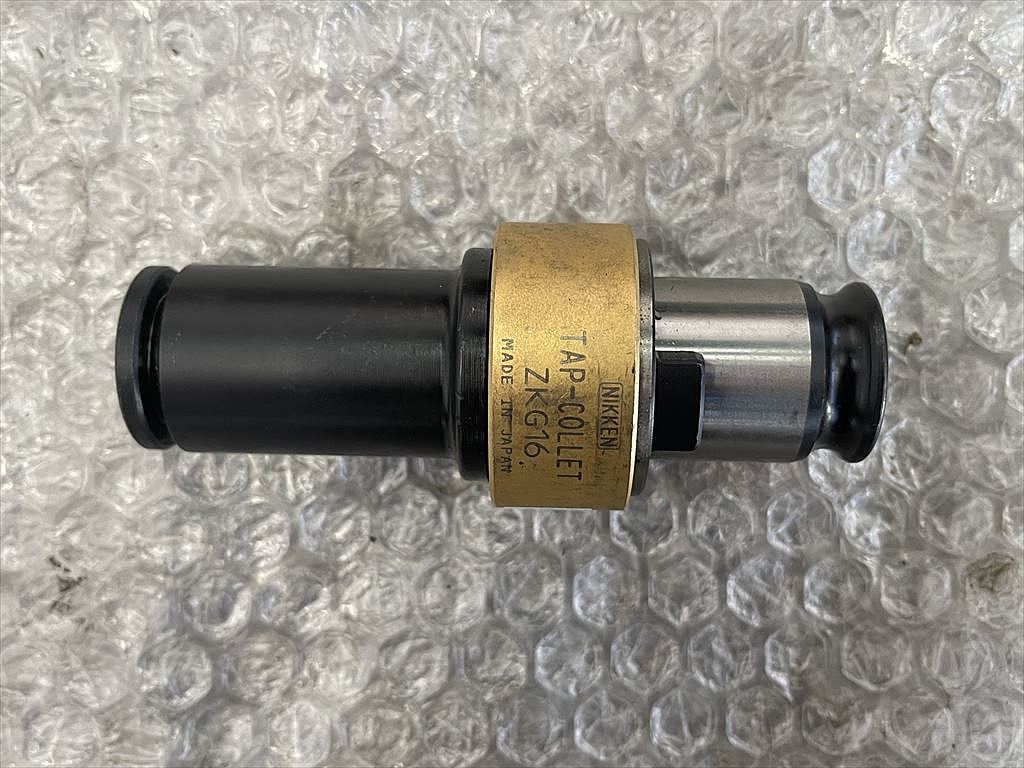 NIKKEN
TAP-COLLET
ZKG16
MADE IN JAPAN